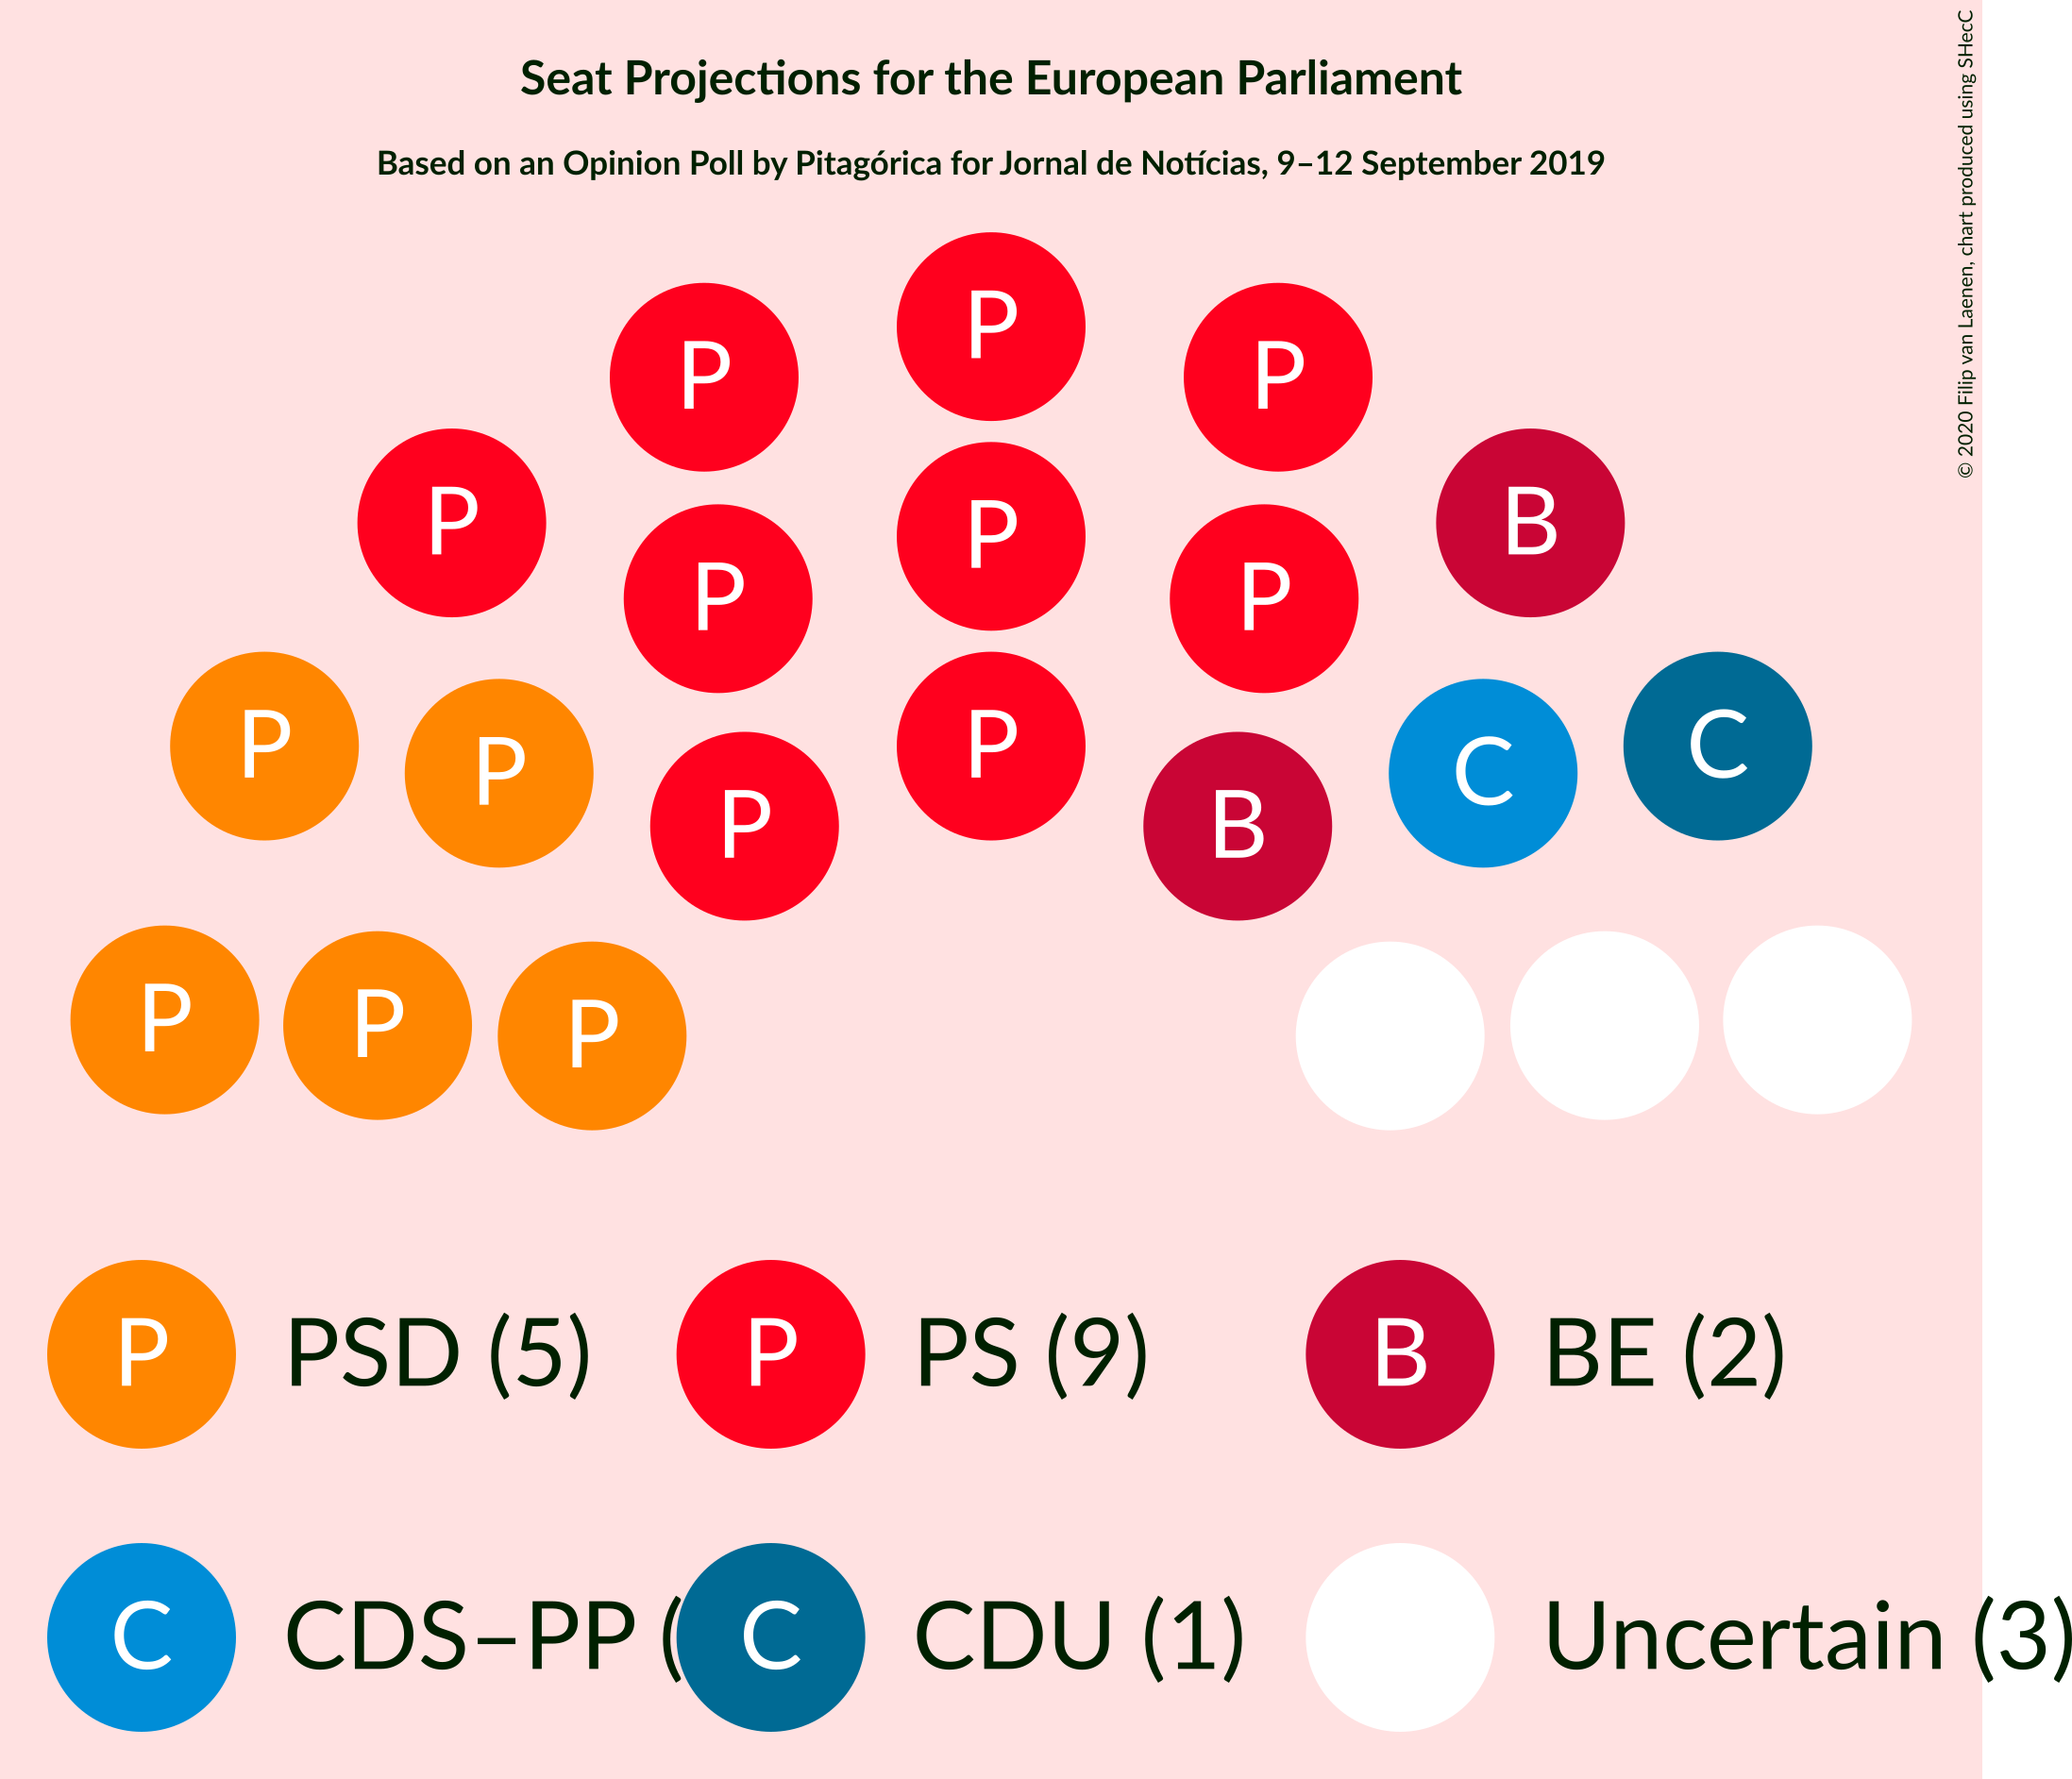 Seat Projections for the European Parliament
Based on an Opinion Poll by Pitagórica for Jornal de Notícias, 9–12 September 2019
© 2020 Filip van Laenen, chart produced using SHecC
P
P P
P B
P
P P
P C
P C
P P
P B
P P P
P PSD (5) P PS (9) B BE (2)
C CDS–PP ( C CDU (1) Uncertain (3)